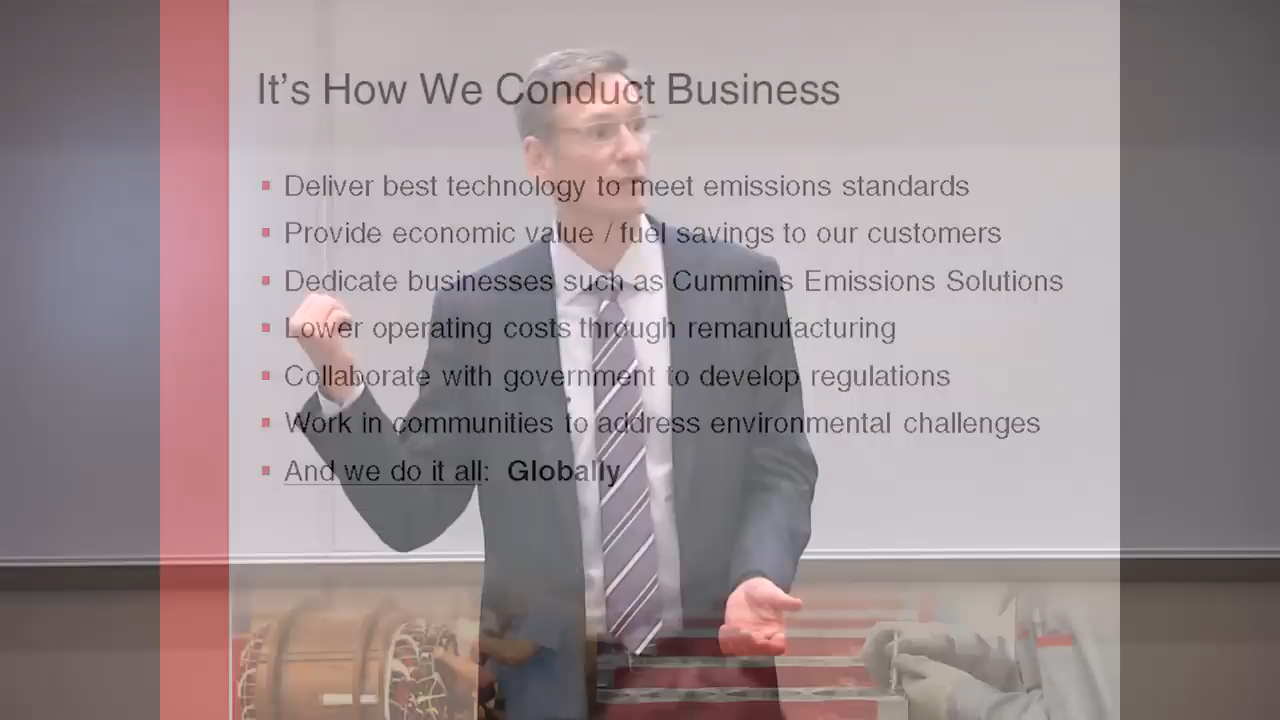 It's How We Conduct Business
Deliver best technology to meet emissions standards
Provide economic value / fuel savings to our customers
Dedicate businesses such as Cummins Emissions Solutions
Lower operating costs through remanufacturing
Collaborate with government to develop regulations
Work in communities to address environmental challenges
And we do it all: Globally